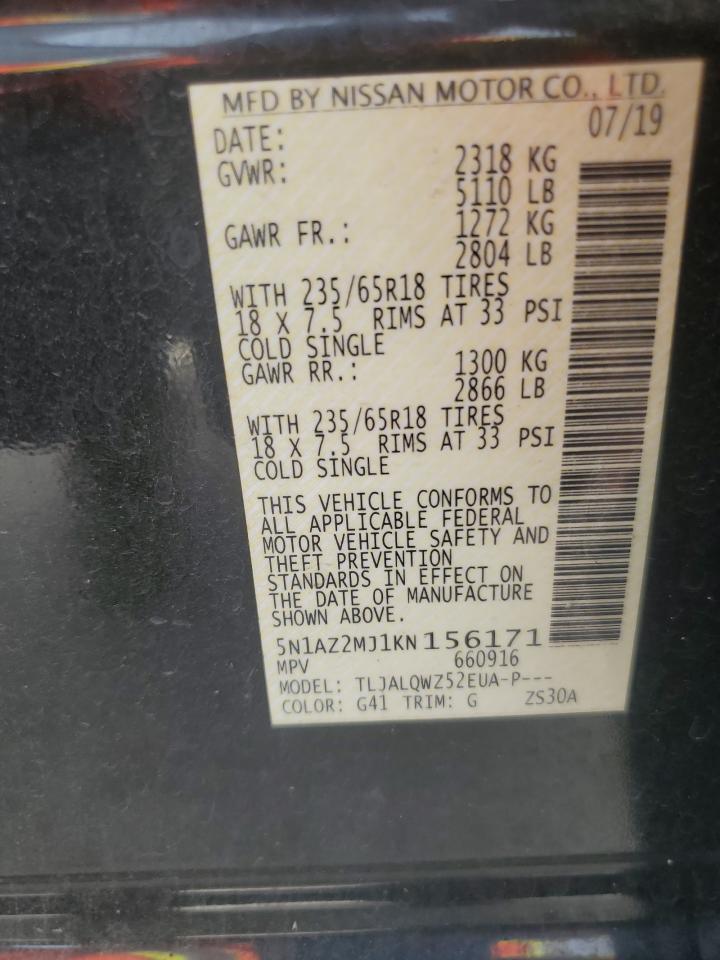 MFD BY NISSAN MOTOR CO., LTD.
DATE: 07/19
GVWR: 2318 KG
5110 LB
GAWR FR.: 1272 KG
2804 LB
WITH 235/65R18 TIRES
18 X 7.5 RIMS AT 33 PSI
COLD SINGLE
GAWR RR.: 1300 KG
2866 LB
WITH 235/65R18 TIRES
18 X 7.5 RIMS AT 33 PSI
COLD SINGLE
THIS VEHICLE CONFORMS TO
ALL APPLICABLE FEDERAL
MOTOR VEHICLE SAFETY AND
THEFT PREVENTION
STANDARDS IN EFFECT ON
THE DATE OF MANUFACTURE
SHOWN ABOVE.
5N1AZ2MJ1KN156171
MPV 660916
MODEL: TLJALQWZ52EUA-P---
COLOR: G41 TRIM: G ZS30A